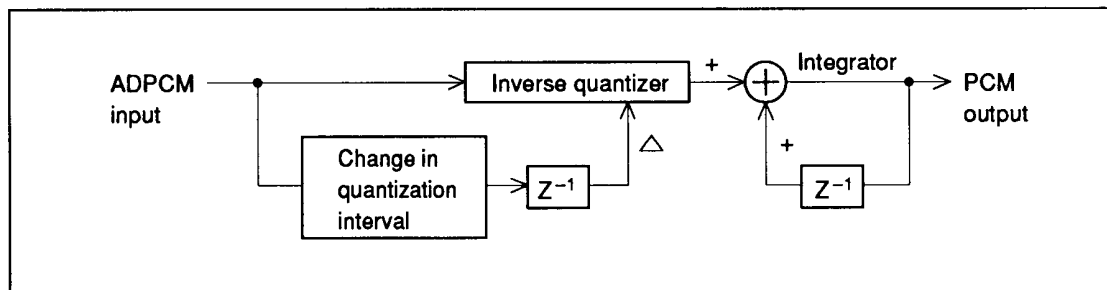 ADPCM
input
Inverse quantizer
+
Integrator
PCM
output
△
+
Change in
quantization
interval
Z⁻¹
Z⁻¹